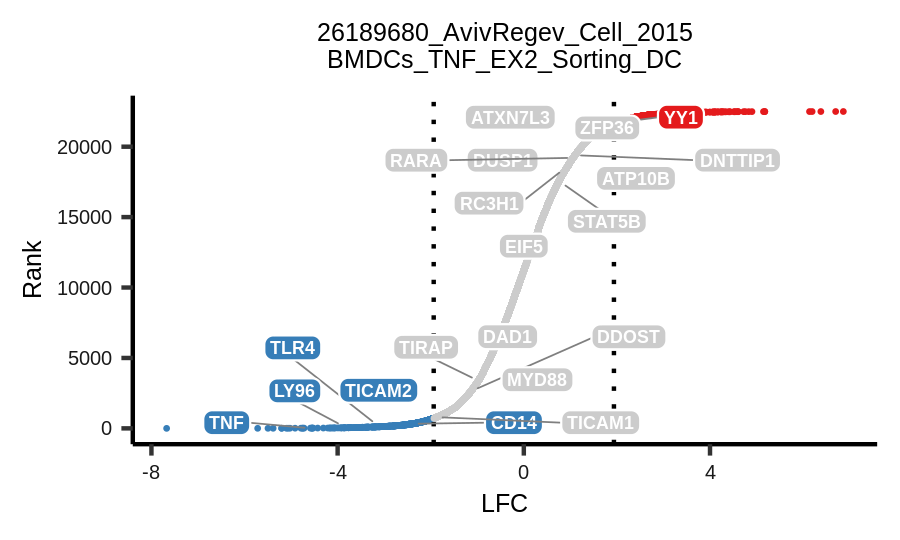 26189680_AvivRegev_Cell_2015
BMDCs_TNF_EX2_Sorting_DC
ATXN7L3
YY1
ZFP36
RARA
DUSP1
DNTTIP1
ATP10B
RC3H1
STAT5B
EIF5
DAD1
DDOST
TIRAP
TLR4
MYD88
LY96
TICAM2
TNF
CD14
TICAM1
20000
15000
10000
5000
0
Rank
-8
-4
0
4
LFC